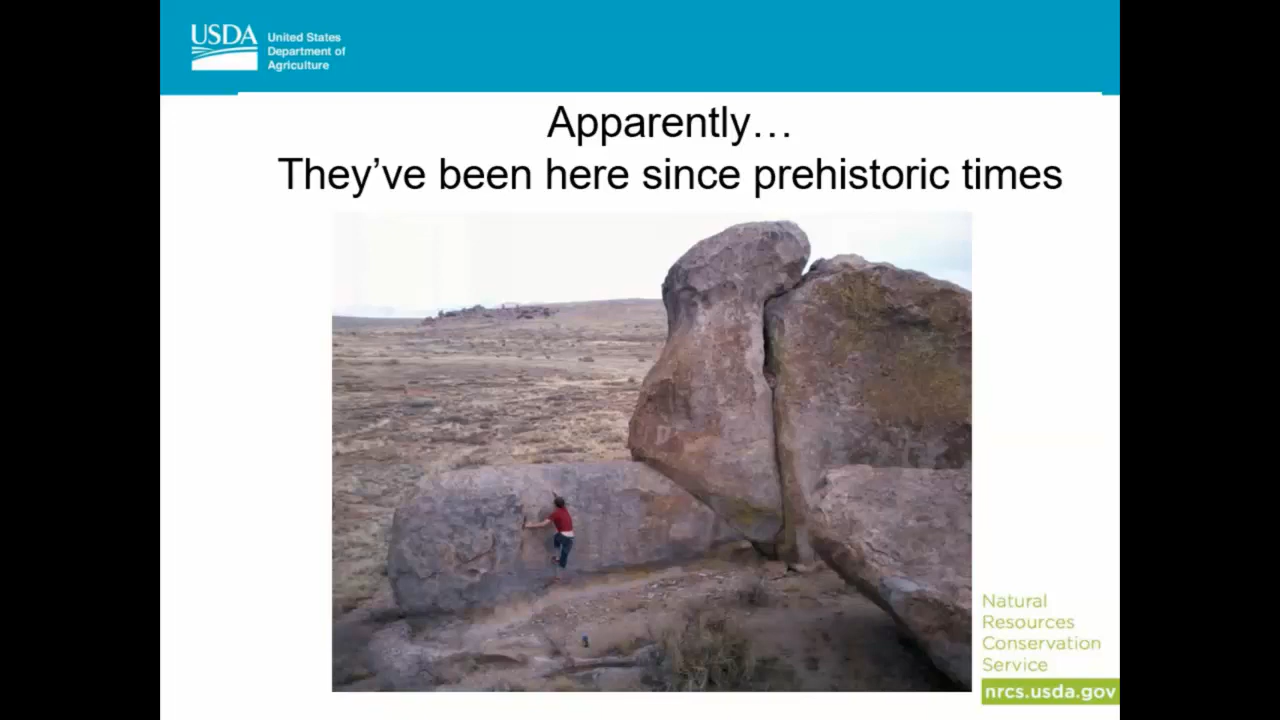 USDA
United States
Department of
Agriculture
Apparently…
They’ve been here since prehistoric times
Natural
Resources
Conservation
Service
nrcs.usda.gov